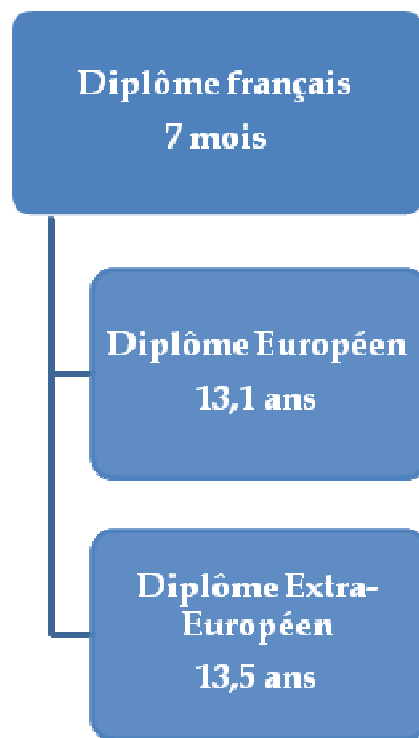 Diplôme français
7 mois
Diplôme Européen
13,1 ans
Diplôme Extra-
Européen
13,5 ans